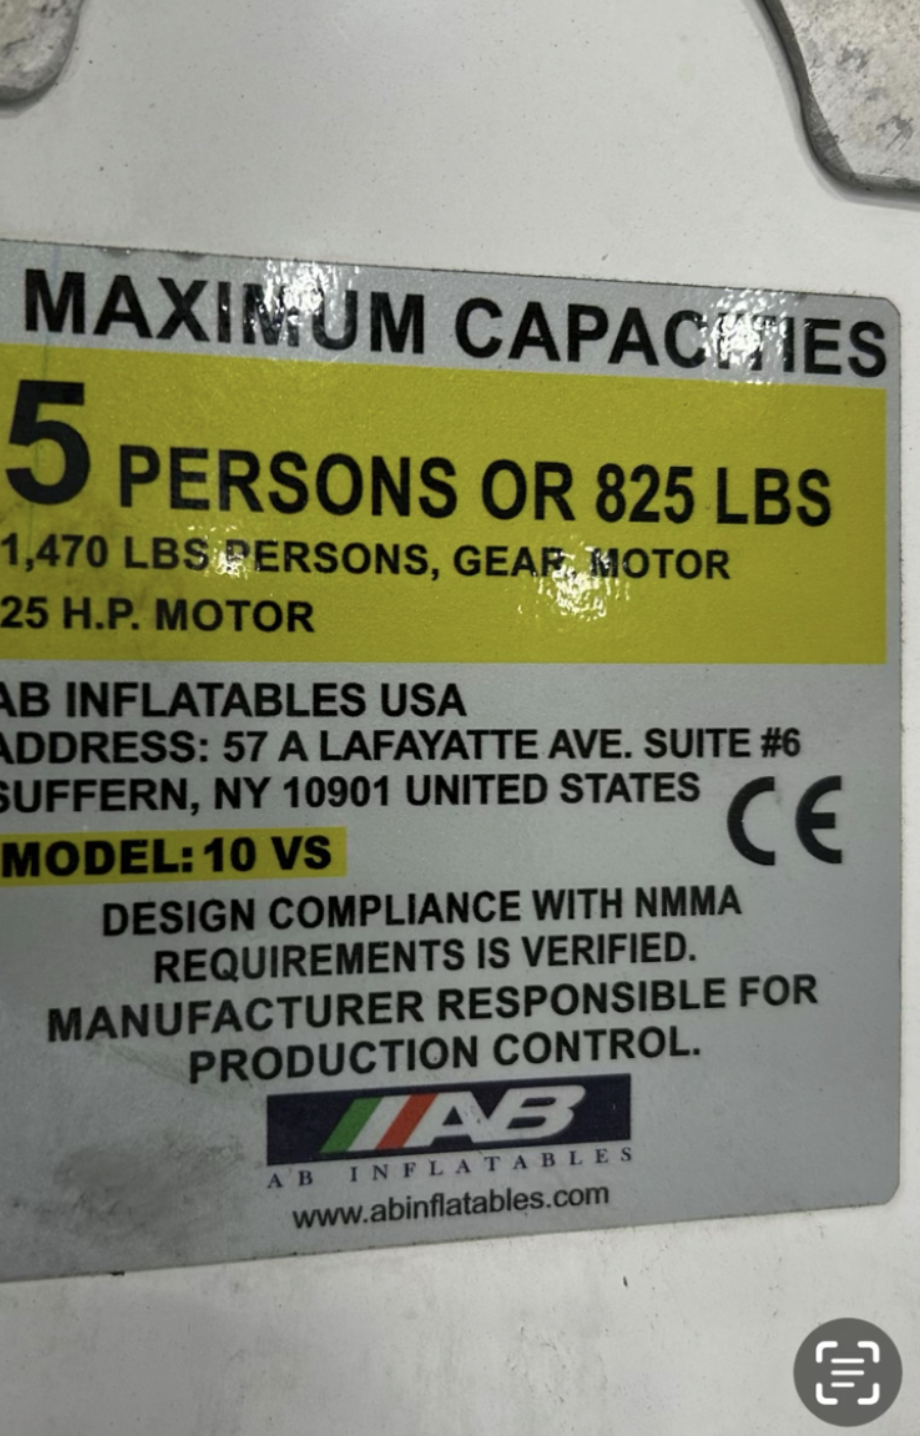 MAXIMUM CAPACITIES
5 PERSONS OR 825 LBS
1,470 LBS PERSONS, GEAR, MOTOR
25 H.P. MOTOR
AB INFLATABLES USA
ADDRESS: 57 A LAFAYATTE AVE. SUITE #6
SUFFERN, NY 10901 UNITED STATES
CE
MODEL: 10 VS
DESIGN COMPLIANCE WITH NMMA
REQUIREMENTS IS VERIFIED.
MANUFACTURER RESPONSIBLE FOR
PRODUCTION CONTROL.
AB
AB INFLATABLES
www.abinflatables.com